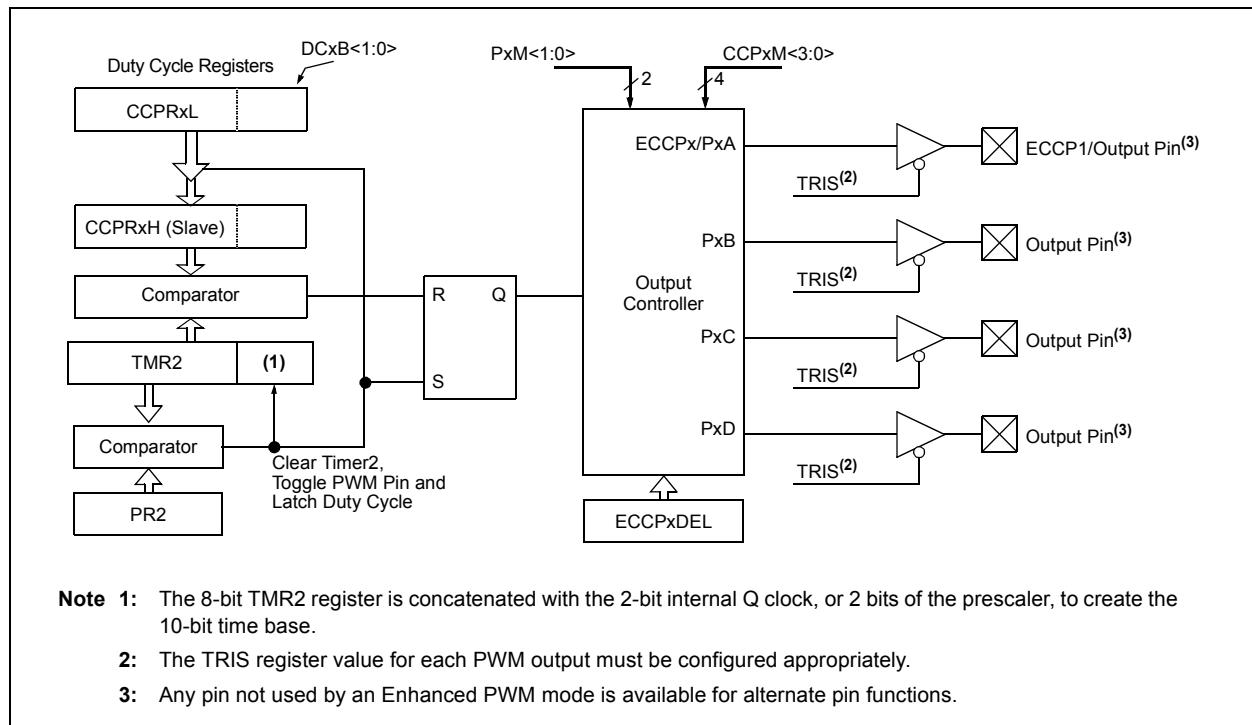 DCxB<1:0>
Duty Cycle Registers
CCPRxL
CCPRxH (Slave)
Comparator
TMR2
(1)
Comparator
PR2
Clear Timer2,
Toggle PWM Pin and
Latch Duty Cycle
R
Q
S
PxM<1:0>
2
CCPxM<3:0>
4
Output
Controller
ECCPx/PxA
PxB
PxC
PxD
ECCPxDEL
TRIS(2)
ECCP1/Output Pin(3)
TRIS(2)
Output Pin(3)
TRIS(2)
Output Pin(3)
TRIS(2)
Output Pin(3)
Note 1: The 8-bit TMR2 register is concatenated with the 2-bit internal Q clock, or 2 bits of the prescaler, to create the
10-bit time base.
2: The TRIS register value for each PWM output must be configured appropriately.
3: Any pin not used by an Enhanced PWM mode is available for alternate pin functions.